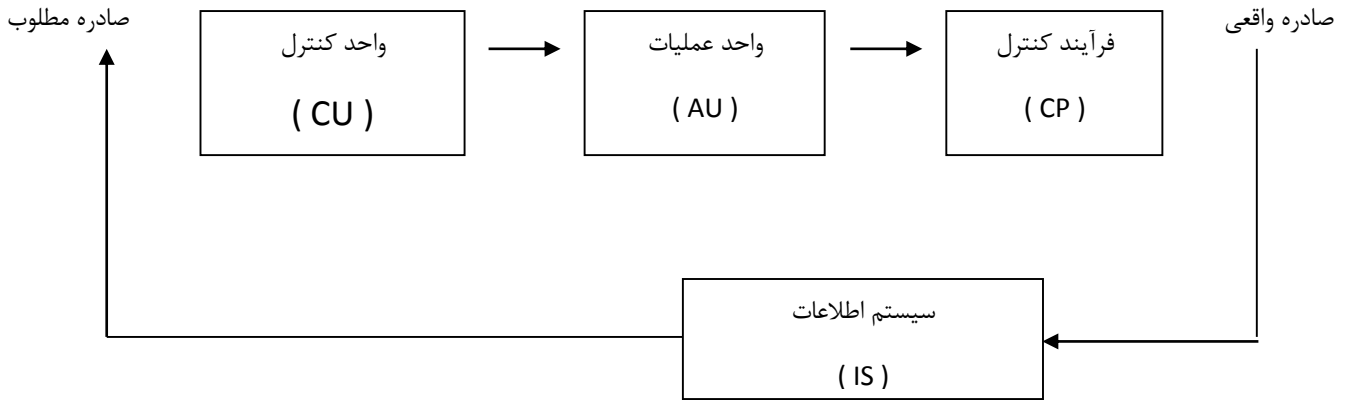 صادره مطلوب
واحد کنترل
( CU )
واحد عملیات
( AU )
فرآیند کنترل
( CP )
صادره واقعی
سیستم اطلاعات
( IS )